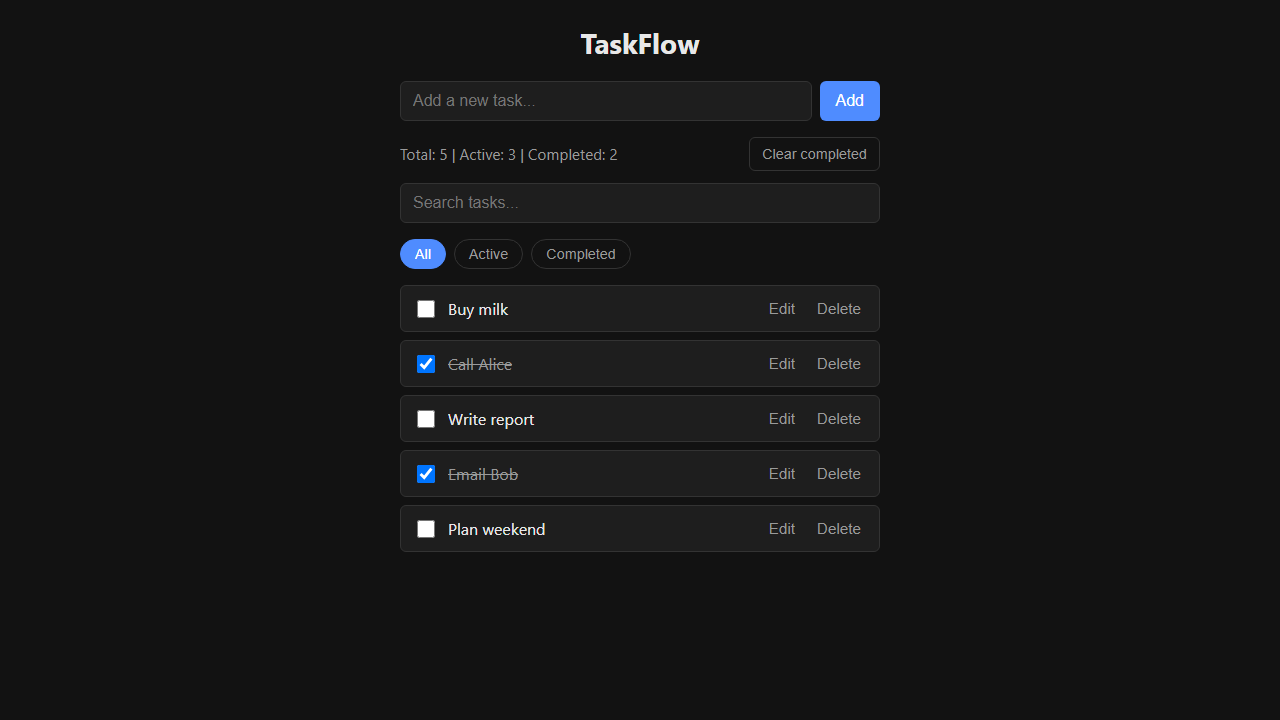 TaskFlow
Add a new task...
Add
Total: 5 | Active: 3 | Completed: 2
Clear completed
Search tasks...
All Active Completed
Buy milk Edit Delete
Call Alice Edit Delete
Write report Edit Delete
Email Bob Edit Delete
Plan weekend Edit Delete